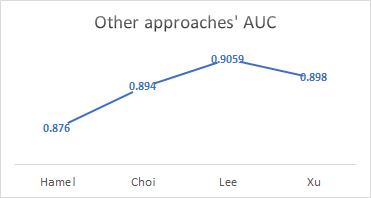 Other approaches' AUC
0.876
0.894
0.9059
0.898
Hamel
Choi
Lee
Xu